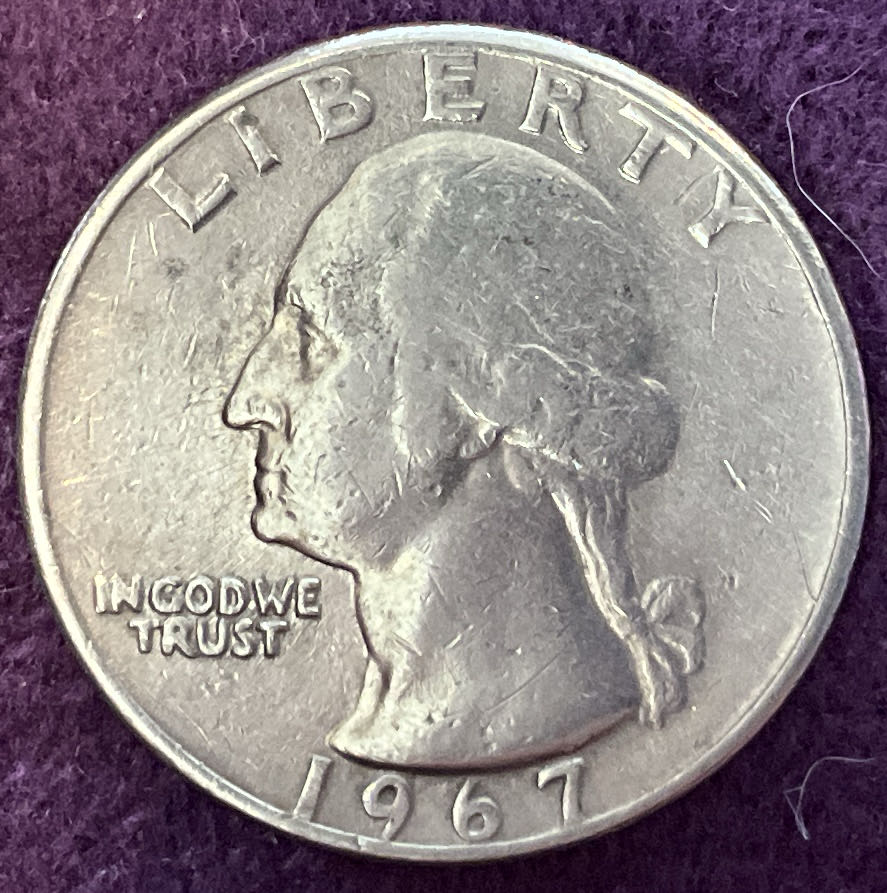 LIBERTY
IN GOD WE
TRUST
1967